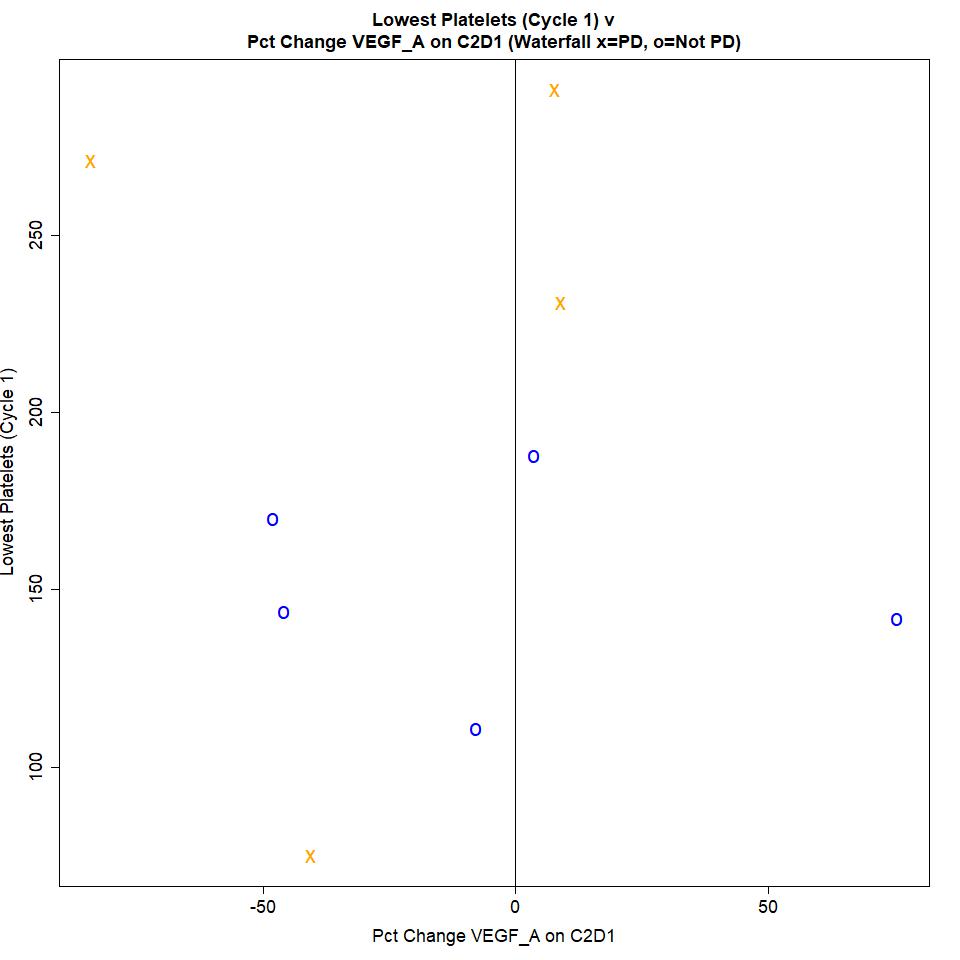 Lowest Platelets (Cycle 1) v
Pct Change VEGF_A on C2D1 (Waterfall x=PD, o=Not PD)
X
X
250
X
Lowest Platelets (Cycle 1)
200
O
O
150
O
O
O
100
X
-50
0
50
Pct Change VEGF_A on C2D1